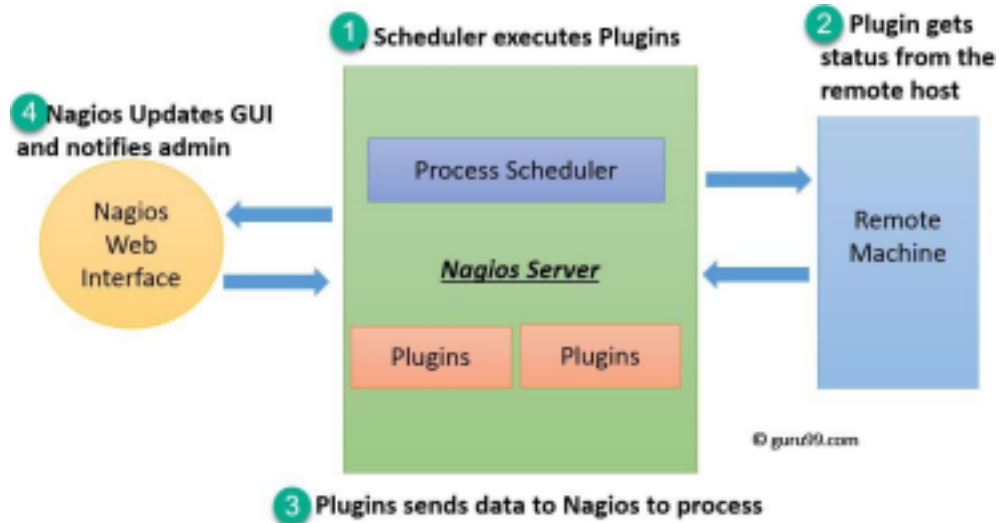 1 Scheduler executes Plugins
2 Plugin gets
status from the
remote host
4 Nagios Updates GUI
and notifies admin
Process Scheduler
Nagios
Web
Interface
Nagios Server
Remote
Machine
Plugins
Plugins
© guru99.com
3 Plugins sends data to Nagios to process